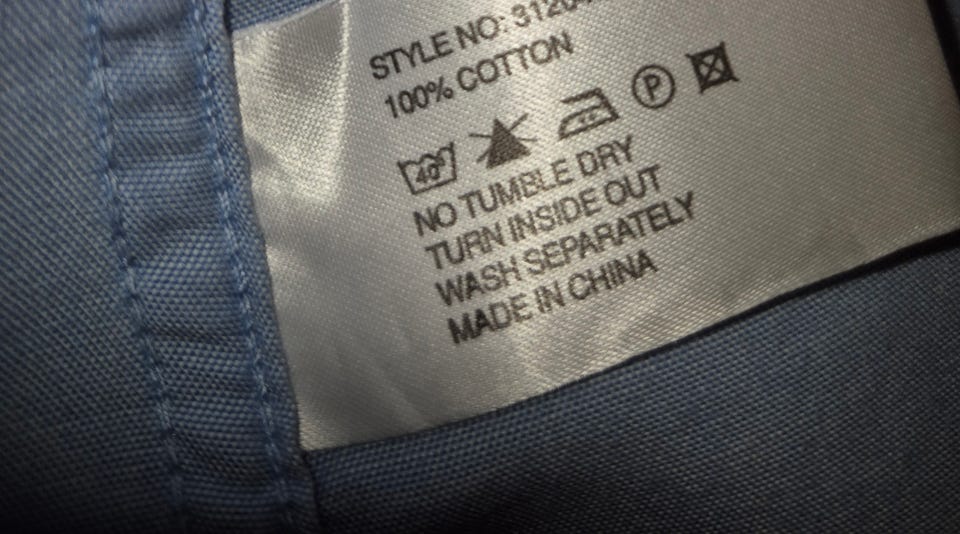 STYLE NO:
100% COTTON
40° P
NO TUMBLE DRY
TURN INSIDE OUT
WASH SEPARATELY
MADE IN CHINA